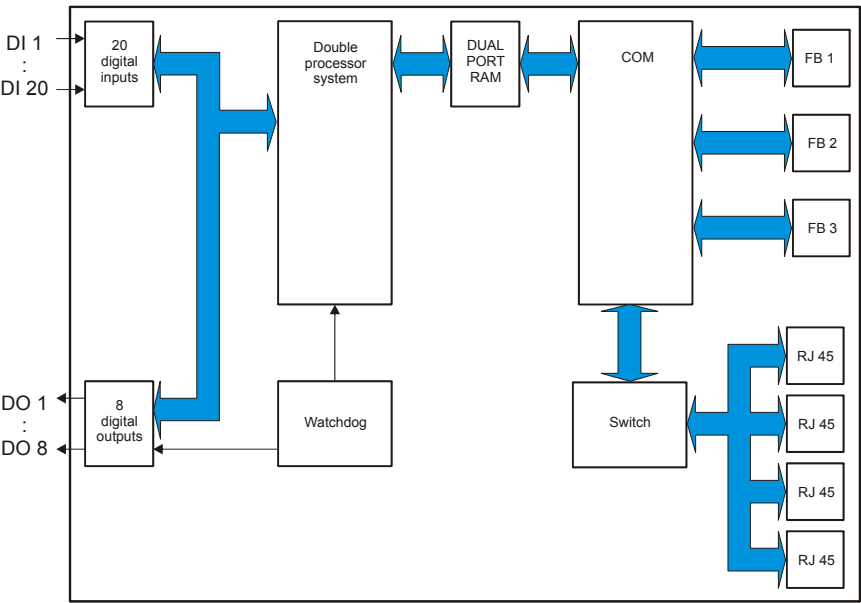 DI 1
:
DI 20
20
digital
inputs
Double
processor
system
DUAL
PORT
RAM
COM
FB 1
FB 2
FB 3
DO 1
:
DO 8
8
digital
outputs
Watchdog
Switch
RJ 45
RJ 45
RJ 45
RJ 45